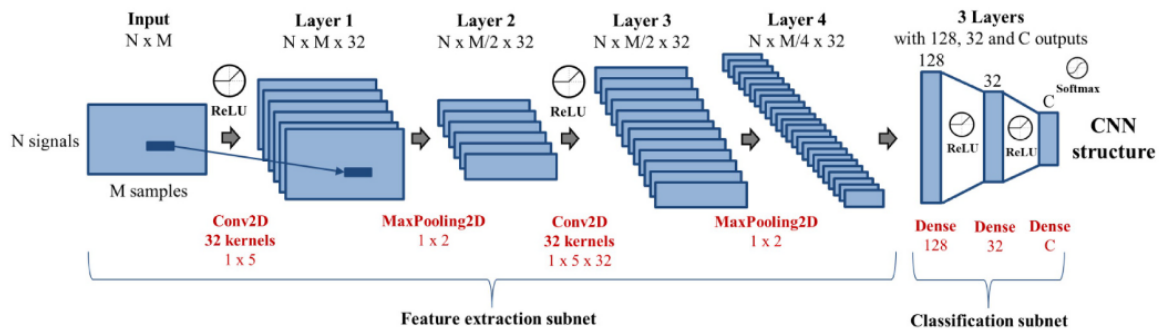 Input
N x M
Layer 1
N x M x 32
Layer 2
N x M/2 x 32
Layer 3
N x M/2 x 32
Layer 4
N x M/4 x 32
3 Layers
with 128, 32 and C outputs
N signals
M samples
ReLU
ReLU
128
32
C
ReLU
ReLU
Softmax
CNN
structure
Conv2D
32 kernels
1 x 5
MaxPooling2D
1 x 2
Conv2D
32 kernels
1 x 5 x 32
MaxPooling2D
1 x 2
Dense
128
Dense
32
Dense
C
Feature extraction subnet
Classification subnet